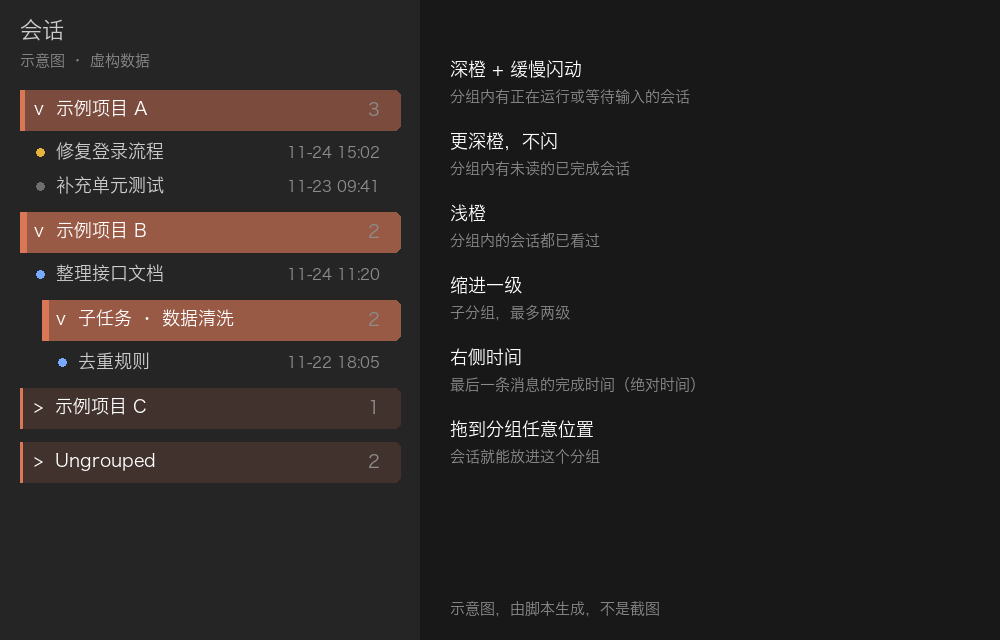 会话
示意图 · 虚构数据
v 示例项目 A 3
修复登录流程 11-24 15:02
补充单元测试 11-23 09:41
v 示例项目 B 2
整理接口文档 11-24 11:20
v 子任务 · 数据清洗 2
去重规则 11-22 18:05
> 示例项目 C 1
> Ungrouped 2
深橙 + 缓慢闪动
分组内有正在运行或等待输入的会话
更深橙，不闪
分组内有未读的已完成会话
浅橙
分组内的会话都已看过
缩进一级
子分组，最多两级
右侧时间
最后一条消息的完成时间（绝对时间）
拖到分组任意位置
会话就能放进这个分组
示意图，由脚本生成，不是截图